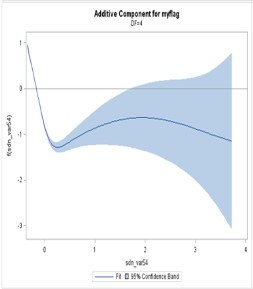 Additive Component for myflag
DF=4
f(sdn_var54)
1
0
-1
-2
-3
0
1
2
3
4
sdn_var54
Fit
95% Confidence Band